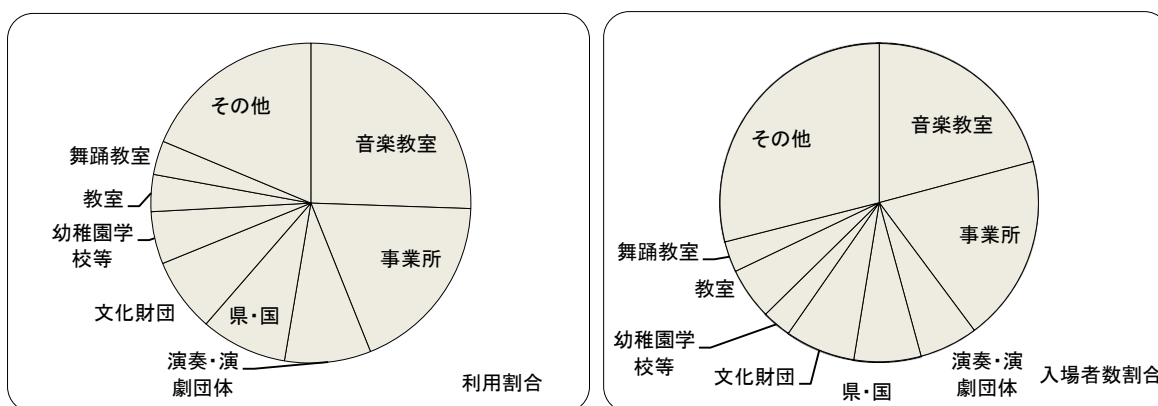 その他
音楽教室
舞踊教室
教室
幼稚園学
校等
事業所
文化財団
県・国
演奏・演
劇団体
利用割合
その他
音楽教室
事業所
舞踊教室
教室
幼稚園学
校等
文化財団
県・国
演奏・演
劇団体
入場者数割合